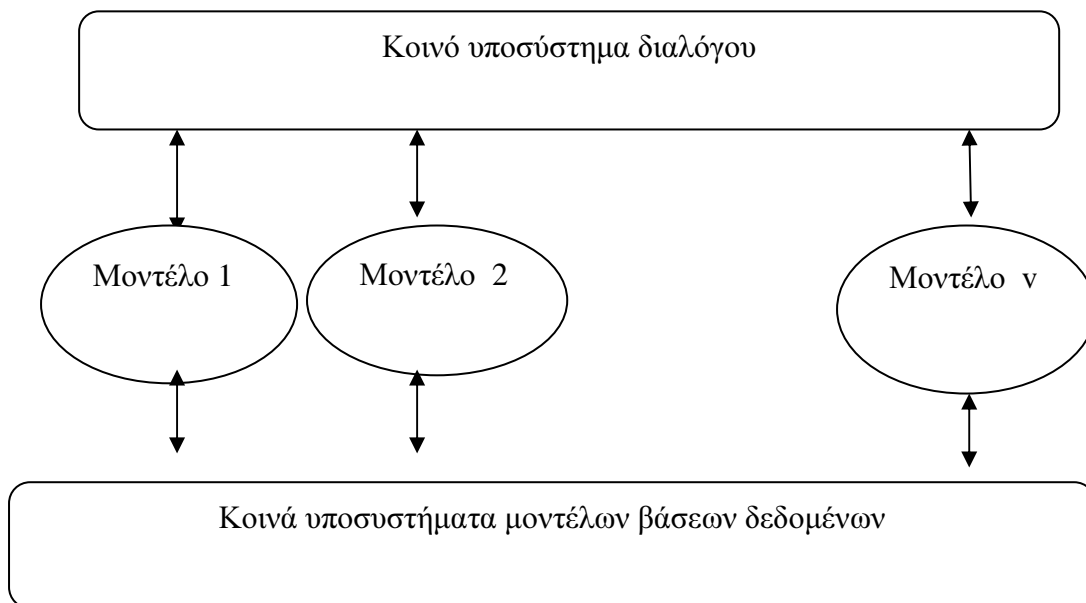 Κοινό υποσύστημα διαλόγου
Μοντέλο 1
Μοντέλο 2
Μοντέλο v
Κοινά υποσυστήματα μοντέλων βάσεων δεδομένων